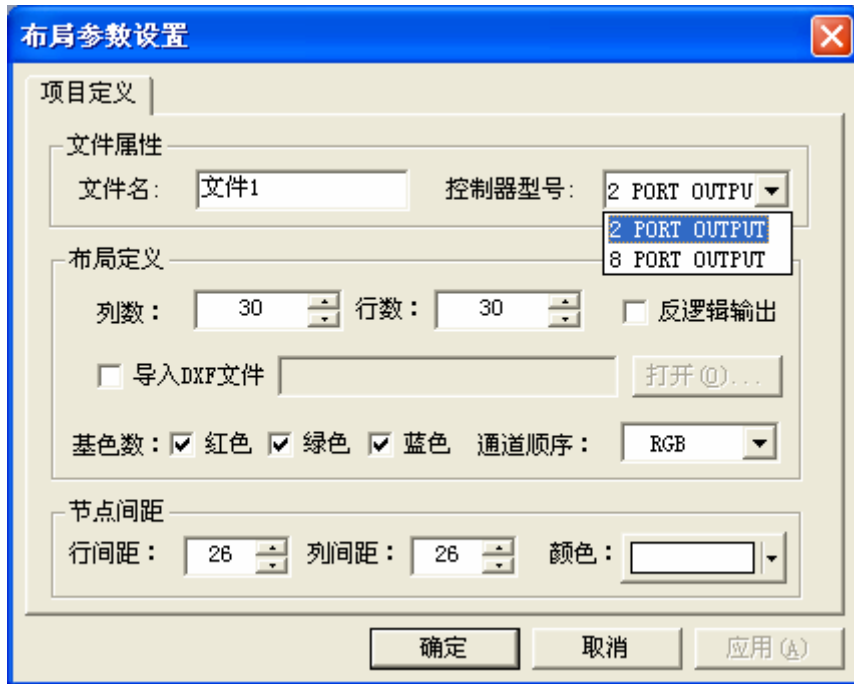 布局参数设置
项目定义
文件属性
文件名: 文件1 控制器型号: 2 PORT OUTPU
2 PORT OUTPUT
8 PORT OUTPUT
布局定义
列数： 30 行数： 30 反逻辑输出
导入DXF文件 打开(O)...
基色数：红色 绿色 蓝色 通道顺序： RGB
节点间距
行间距： 26 列间距： 26 颜色：
确定 取消 应用(A)